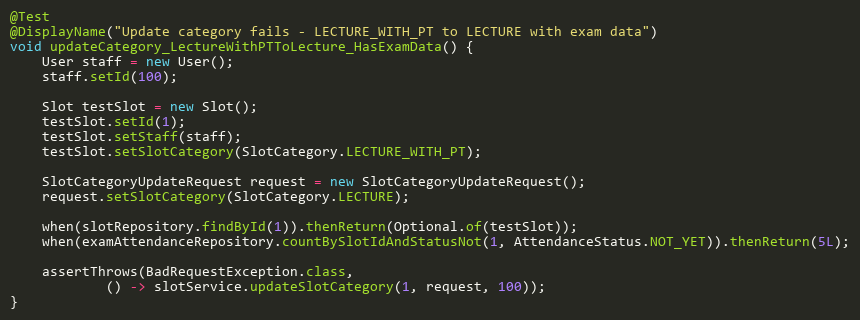 @Test
@DisplayName("Update category fails - LECTURE_WITH_PT to LECTURE with exam data")
void updateCategory_LectureWithPTToLecture_HasExamData() {
    User staff = new User();
    staff.setId(100);

    Slot testSlot = new Slot();
    testSlot.setId(1);
    testSlot.setStaff(staff);
    testSlot.setSlotCategory(SlotCategory.LECTURE_WITH_PT);

    SlotCategoryUpdateRequest request = new SlotCategoryUpdateRequest();
    request.setSlotCategory(SlotCategory.LECTURE);

    when(slotRepository.findById(1)).thenReturn(Optional.of(testSlot));
    when(examAttendanceRepository.countBySlotIdAndStatusNot(1, AttendanceStatus.NOT_YET)).thenReturn(5L);

    assertThrows(BadRequestException.class,
            () -> slotService.updateSlotCategory(1, request, 100));
}